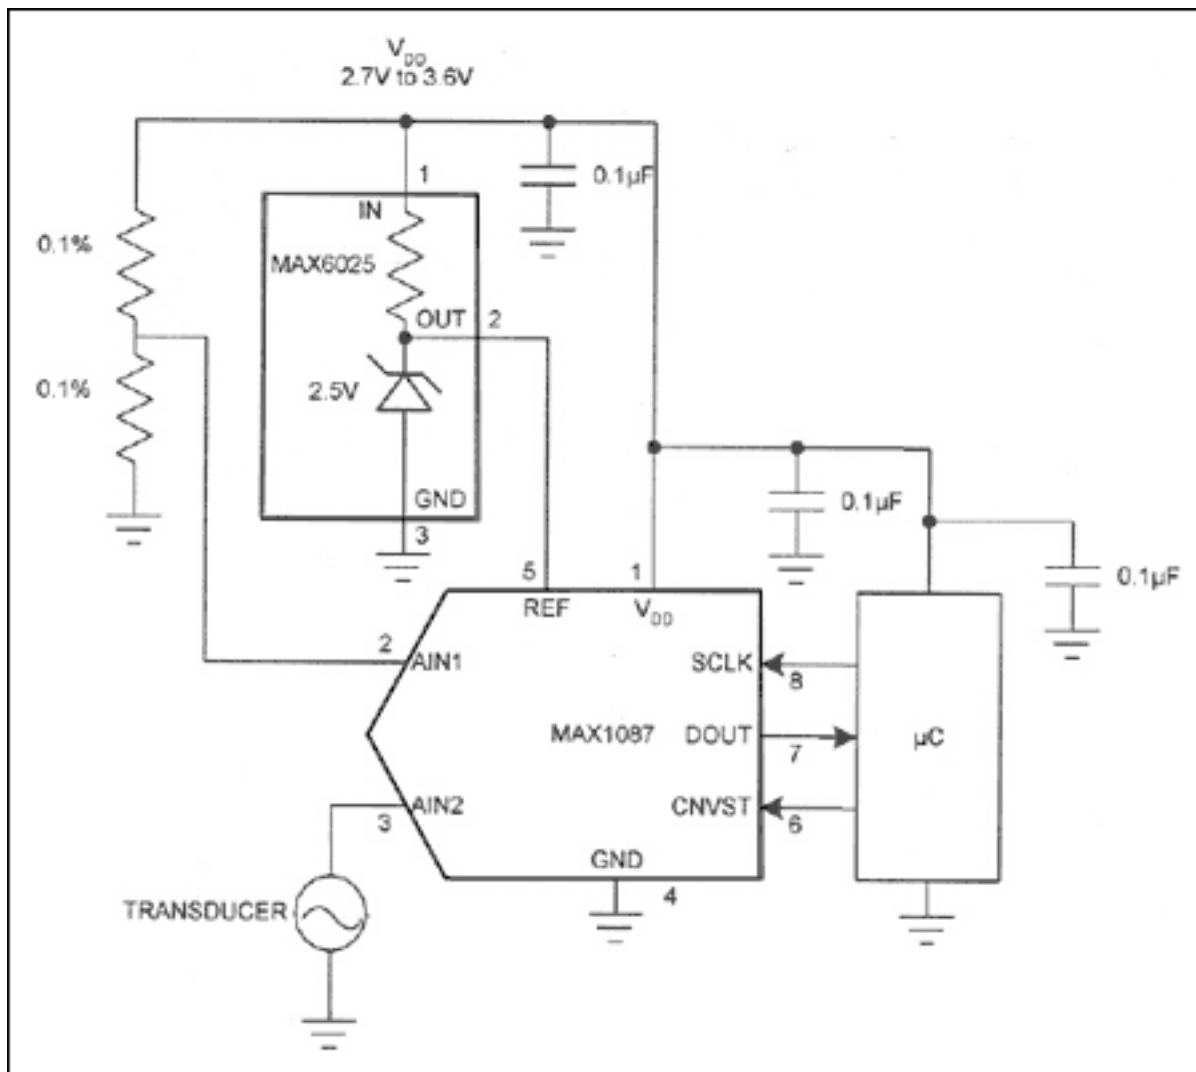 V_DD
2.7V to 3.6V
1
0.1µF
IN
0.1%
MAX6025
OUT
2
0.1%
2.5V
GND
3
0.1µF
0.1µF
5
1
REF
V_DD
2
AIN1
SCLK
8
MAX1087
DOUT
7
µC
AIN2
3
CNVST
6
GND
4
TRANSDUCER